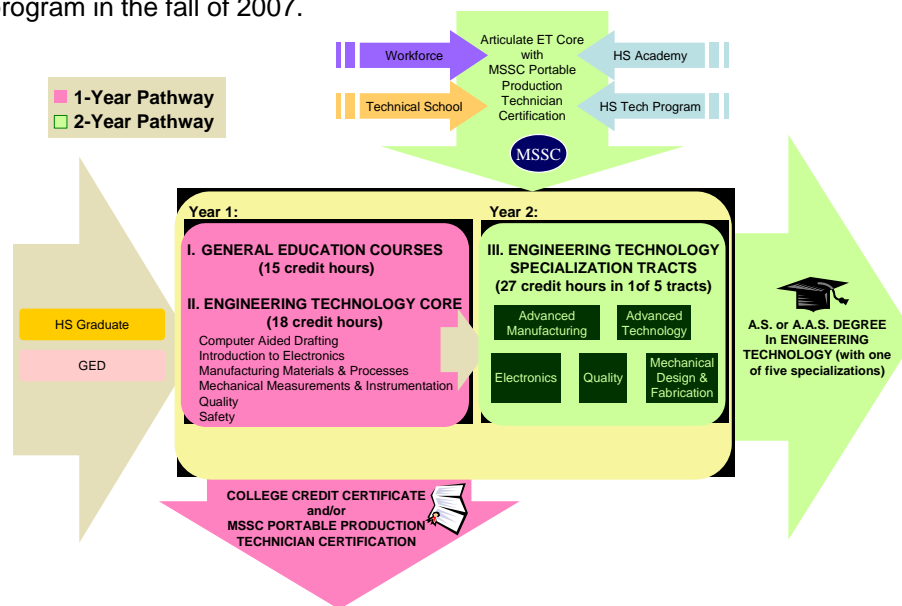 program in the fall of 2007.
1-Year Pathway
2-Year Pathway
Workforce
Technical School
Articulate ET Core
with
MSSC Portable
Production
Technician
Certification
HS Academy
HS Tech Program
MSSC
HS Graduate
GED
Year 1:
I. GENERAL EDUCATION COURSES
(15 credit hours)
II. ENGINEERING TECHNOLOGY CORE
(18 credit hours)
Computer Aided Drafting
Introduction to Electronics
Manufacturing Materials & Processes
Mechanical Measurements & Instrumentation
Quality
Safety
Year 2:
III. ENGINEERING TECHNOLOGY
SPECIALIZATION TRACTS
(27 credit hours in 1of 5 tracts)
Advanced
Manufacturing
Advanced
Technology
Electronics
Quality
Mechanical
Design &
Fabrication
A.S. or A.A.S. DEGREE
In ENGINEERING
TECHNOLOGY (with one
of five specializations)
COLLEGE CREDIT CERTIFICATE
and/or
MSSC PORTABLE PRODUCTION
TECHNICIAN CERTIFICATION